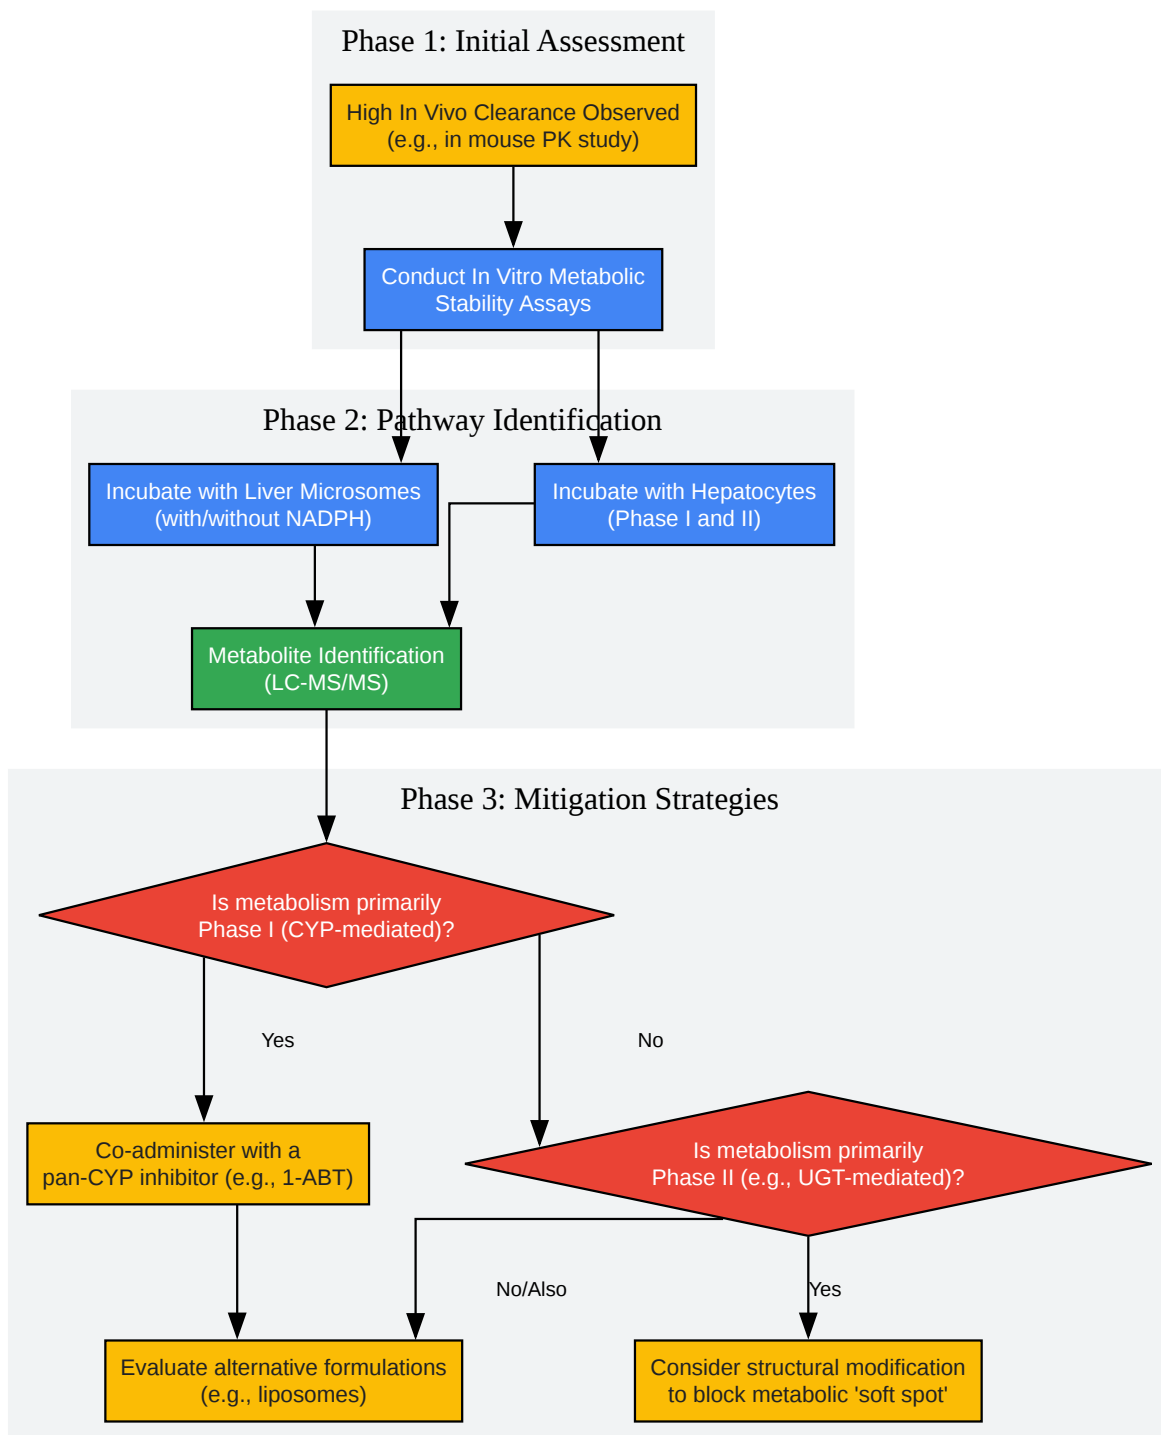 Phase 1: Initial Assessment
High In Vivo Clearance Observed
(e.g., in mouse PK study)
Conduct In Vitro Metabolic
Stability Assays
Phase 2: Pathway Identification
Incubate with Liver Microsomes
(with/without NADPH)
Incubate with Hepatocytes
(Phase I and II)
Metabolite Identification
(LC-MS/MS)
Phase 3: Mitigation Strategies
Is metabolism primarily
Phase I (CYP-mediated)?
Yes
No
Co-administer with a
pan-CYP inhibitor (e.g., 1-ABT)
Is metabolism primarily
Phase II (e.g., UGT-mediated)?
No/Also
Yes
Evaluate alternative formulations
(e.g., liposomes)
Consider structural modification
to block metabolic 'soft spot'